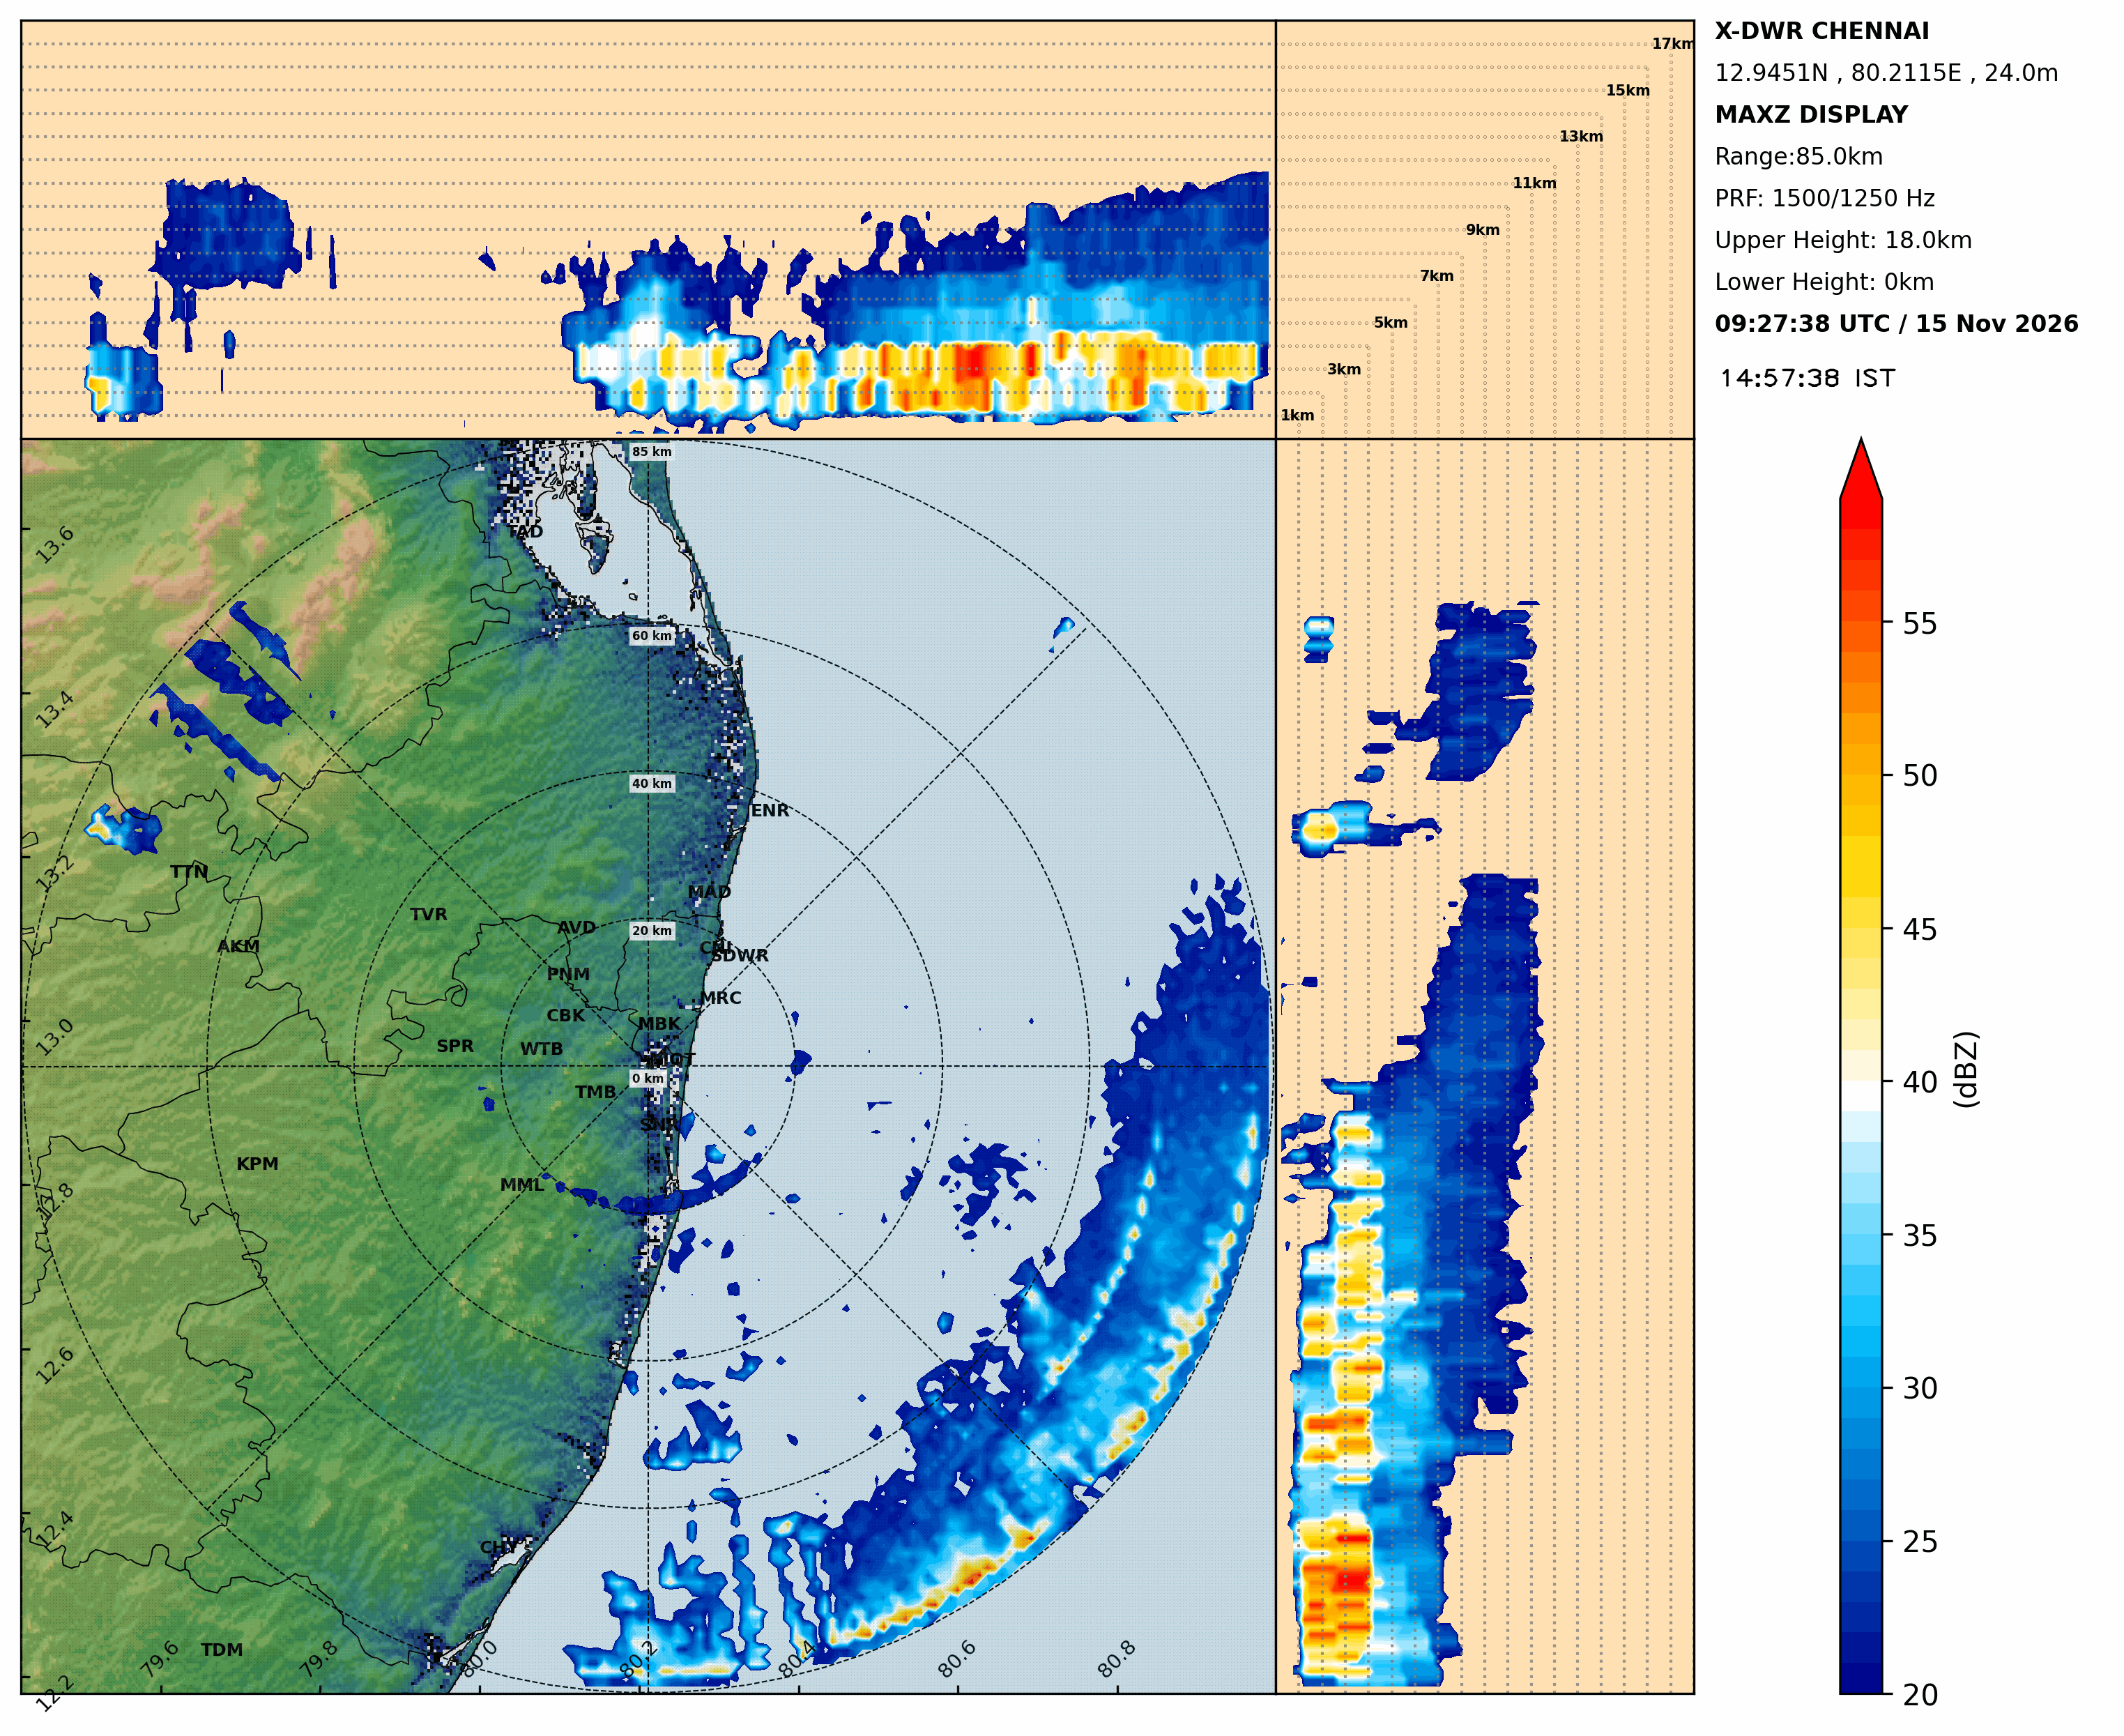 17km
15km
13km
11km
9km
7km
5km
3km
1km
X-DWR CHENNAI
12.9451N , 80.2115E , 24.0m
MAXZ DISPLAY
Range:85.0km
PRF: 1500/1250 Hz
Upper Height: 18.0km
Lower Height: 0km
09:27:38 UTC / 15 Nov 2026
14:57:38 IST
85 km
TAD
13.6
60 km
13.4
40 km
ENR
13.2
TTN
MAD
TVR
AVD
20 km
AKM
SDWR
PNM
MRC
13.0
CBK
MBK
SPR
WTB
0 km
TMB
SNR
KPM
MML
12.8
12.6
12.4
CHY
TDM
12.2
79.6
79.8
80.0
80.2
80.4
80.6
80.8
55
50
45
40
35
30
25
20
(dBZ)